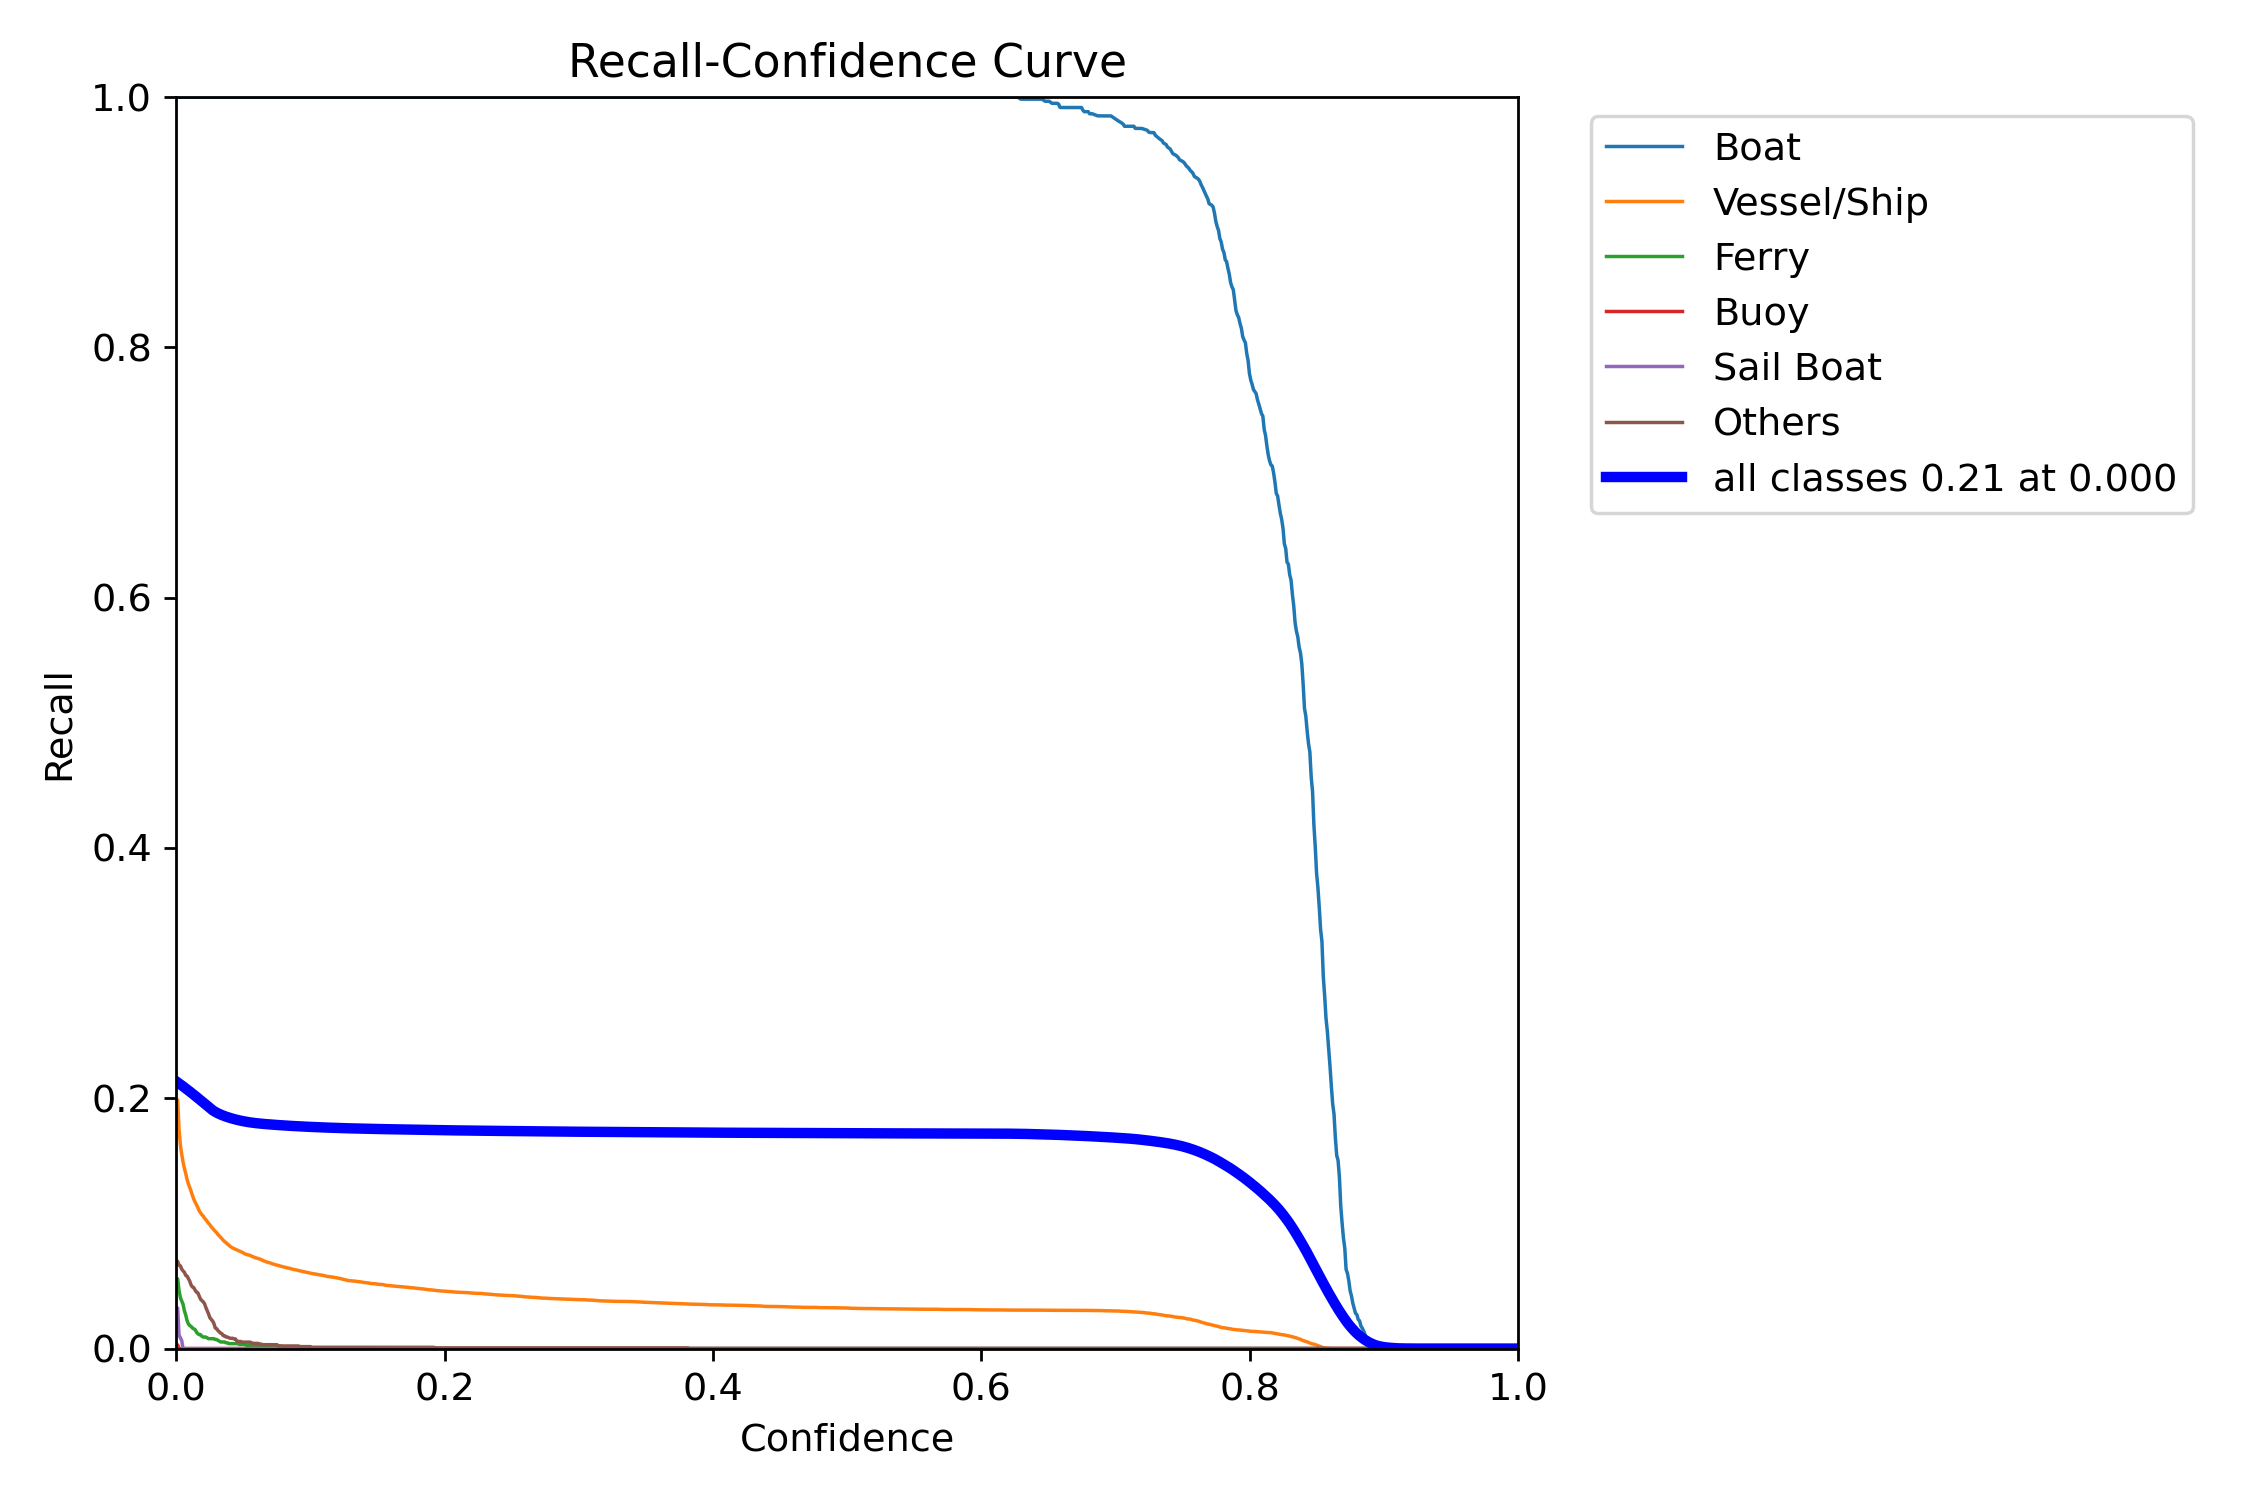 Recall-Confidence Curve
1.0
0.8
0.6
0.4
0.2
0.0
Recall
0.0 0.2 0.4 0.6 0.8 1.0
Confidence
Boat
Vessel/Ship
Ferry
Buoy
Sail Boat
Others
all classes 0.21 at 0.000